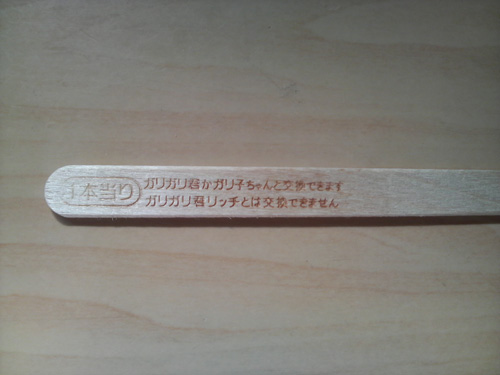 1本当り
ガリガリ君かガリ子ちゃんと交換できます
ガリガリ君リッチとは交換できません